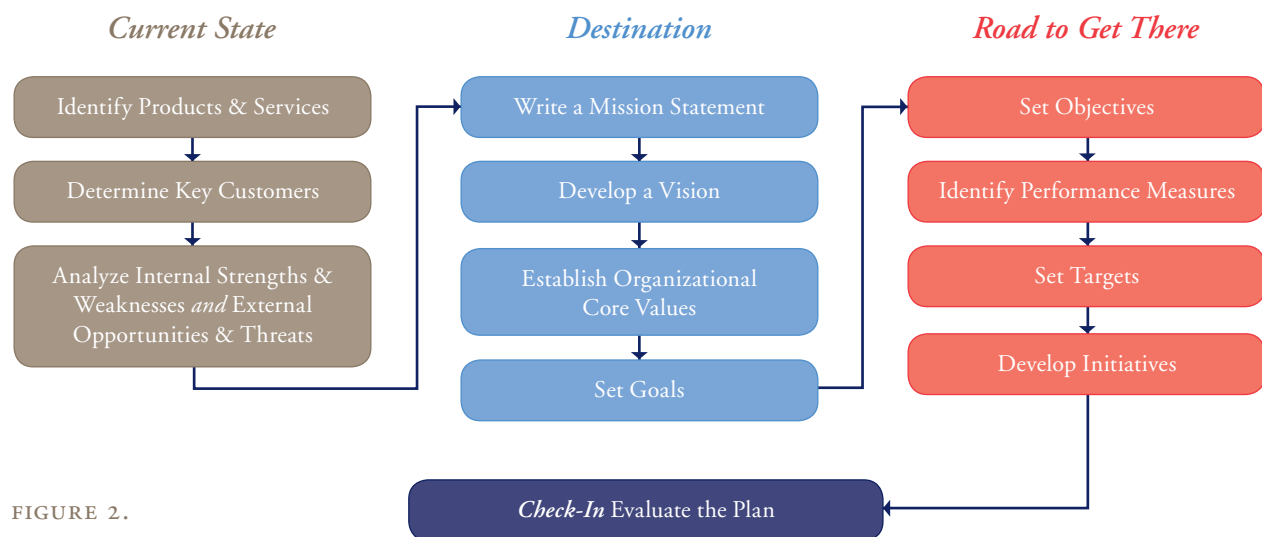 Current State
Identify Products & Services
Determine Key Customers
Analyze Internal Strengths &
Weaknesses and External
Opportunities & Threats
Destination
Write a Mission Statement
Develop a Vision
Establish Organizational
Core Values
Set Goals
Road to Get There
Set Objectives
Identify Performance Measures
Set Targets
Develop Initiatives
Check-In Evaluate the Plan
FIGURE 2.